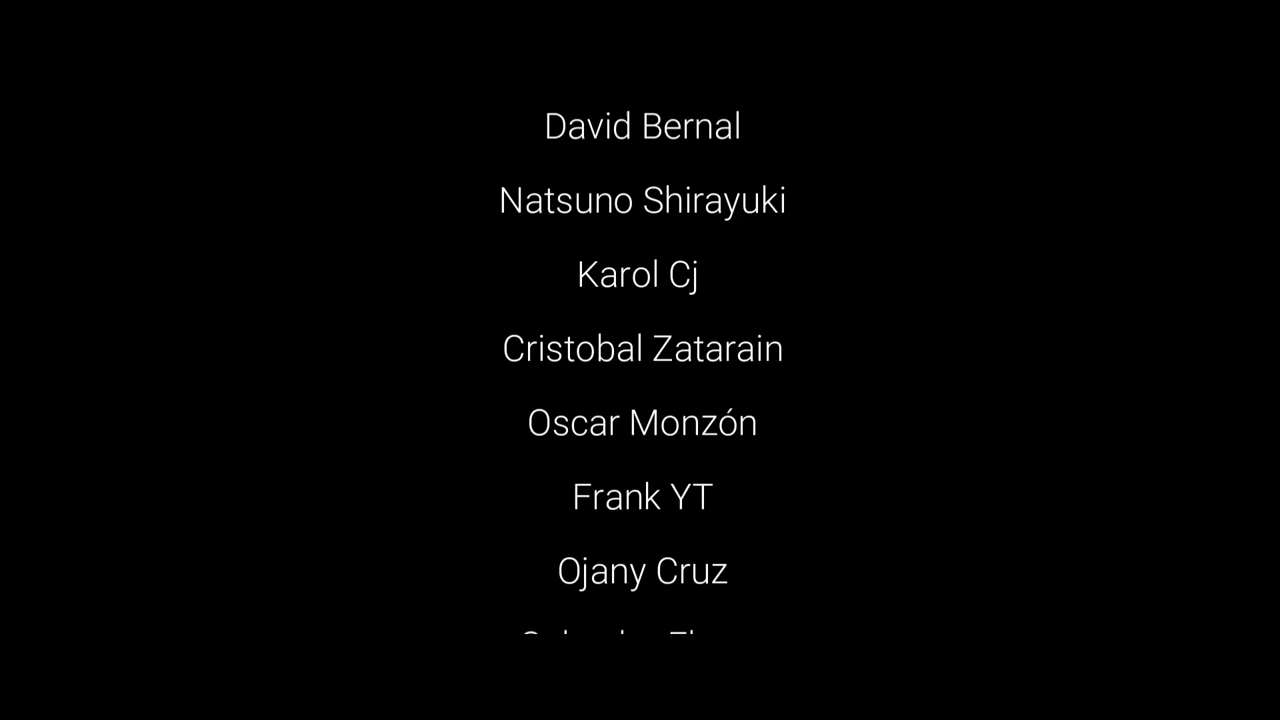 David Bernal
Natsuno Shirayuki
Karol Cj
Cristobal Zatarain
Oscar Monzón
Frank YT
Ojany Cruz